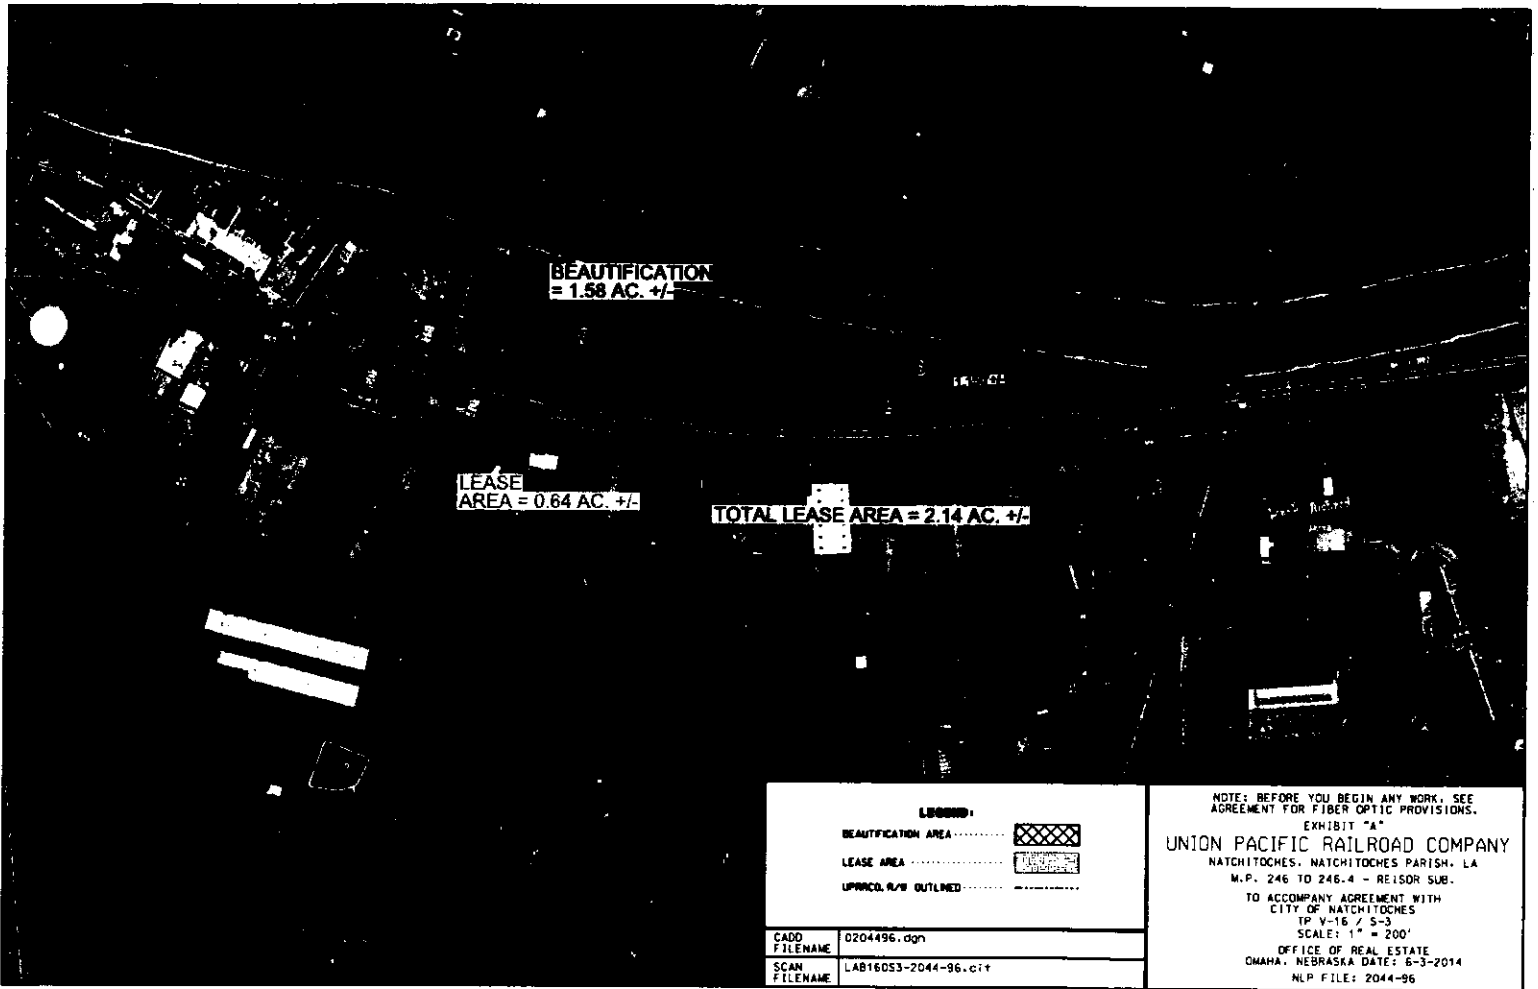 BEAUTIFICATION
= 1.58 AC. +/-
LEASE
AREA = 0.64 AC. +/-
TOTAL LEASE AREA = 2.14 AC. +/-
LEGEND:
BEAUTIFICATION AREA
LEASE AREA
UPRRCO. R/W OUTLINED
CADD FILENAME 0204496.dgn
SCAN FILENAME LAB16OS3-2044-96.cit
NOTE: BEFORE YOU BEGIN ANY WORK, SEE
AGREEMENT FOR FIBER OPTIC PROVISIONS.
EXHIBIT "A"
UNION PACIFIC RAILROAD COMPANY
NATCHITOCHES, NATCHITOCHES PARISH, LA
M.P. 246 TO 246.4 - REISOR SUB.
TO ACCOMPANY AGREEMENT WITH
CITY OF NATCHITOCHES
TP V-16 / S-3
SCALE: 1" = 200'
OFFICE OF REAL ESTATE
OMAHA, NEBRASKA DATE: 6-3-2014
NLP FILE: 2044-96